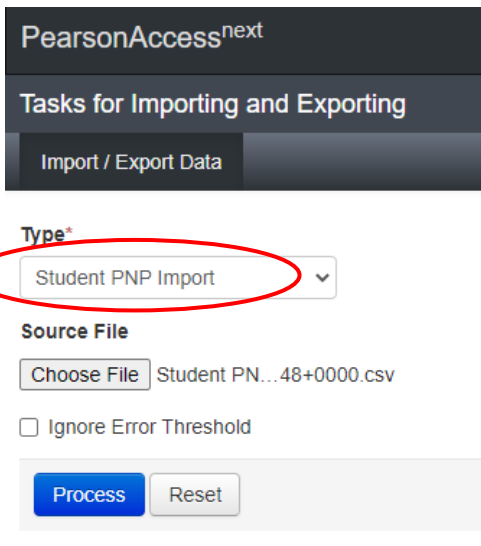 PearsonAccessnext
Tasks for Importing and Exporting
Import / Export Data
Type*
Student PNP Import
Source File
Choose File Student PN...48+0000.csv
Ignore Error Threshold
Process Reset